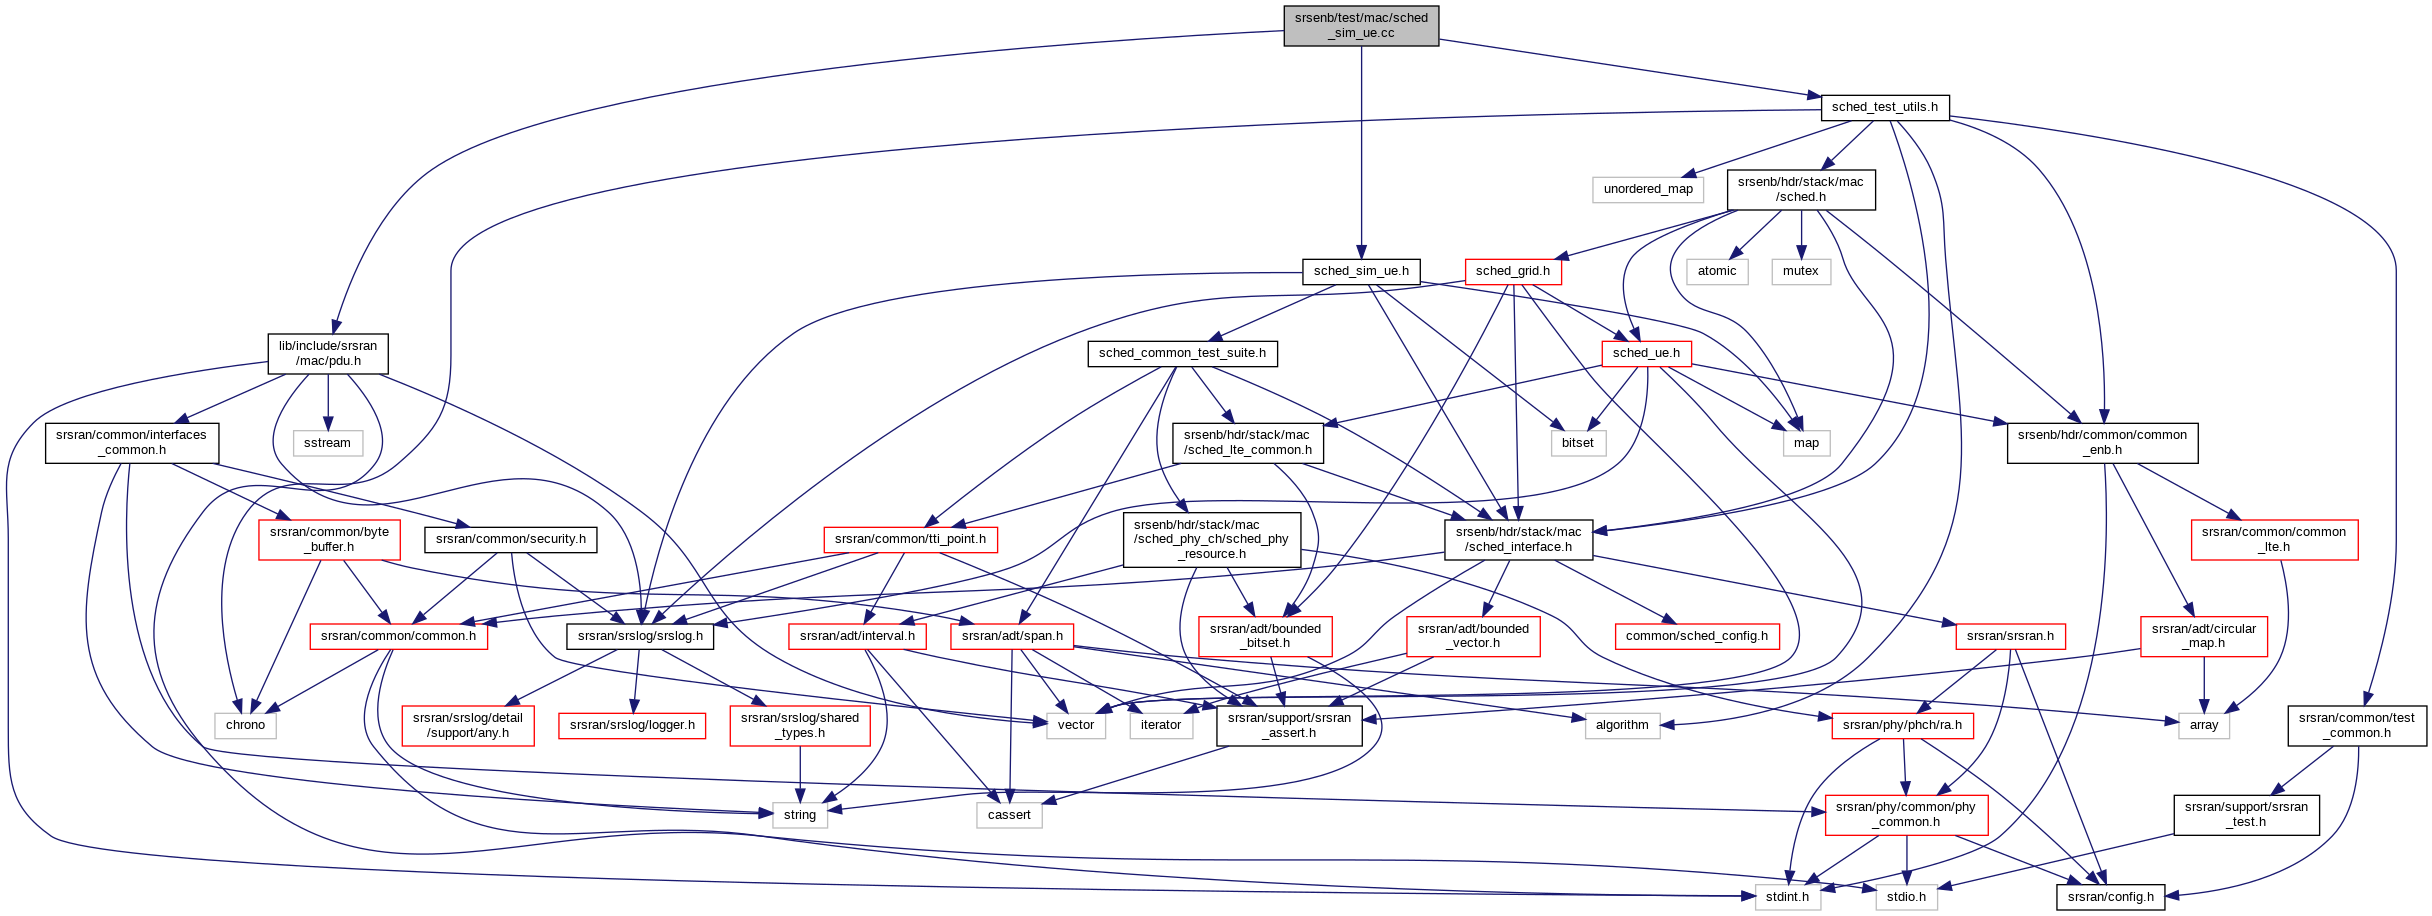 srsenb/test/mac/sched
_sim_ue.cc
sched_test_utils.h
unordered_map
srsenb/hdr/stack/mac
/sched.h
sched_sim_ue.h
sched_grid.h
atomic
mutex
lib/include/srsran
/mac/pdu.h
sched_common_test_suite.h
sched_ue.h
srsran/common/interfaces
_common.h
sstream
srsenb/hdr/stack/mac
/sched_lte_common.h
bitset
map
srsenb/hdr/common/common
_enb.h
srsran/common/byte
_buffer.h
srsran/common/security.h
srsran/common/tti_point.h
srsenb/hdr/stack/mac
/sched_phy_ch/sched_phy
_resource.h
srsenb/hdr/stack/mac
/sched_interface.h
srsran/common/common
_lte.h
srsran/common/common.h
srsran/srslog/srslog.h
srsran/adt/interval.h
srsran/adt/span.h
srsran/adt/bounded
_bitset.h
srsran/adt/bounded
_vector.h
common/sched_config.h
srsran/srsran.h
srsran/adt/circular
_map.h
chrono
srsran/srslog/detail
/support/any.h
srsran/srslog/logger.h
srsran/srslog/shared
_types.h
vector
iterator
srsran/support/srsran
_assert.h
algorithm
srsran/phy/phch/ra.h
array
srsran/common/test
_common.h
string
cassert
srsran/phy/common/phy
_common.h
srsran/support/srsran
_test.h
stdint.h
stdio.h
srsran/config.h